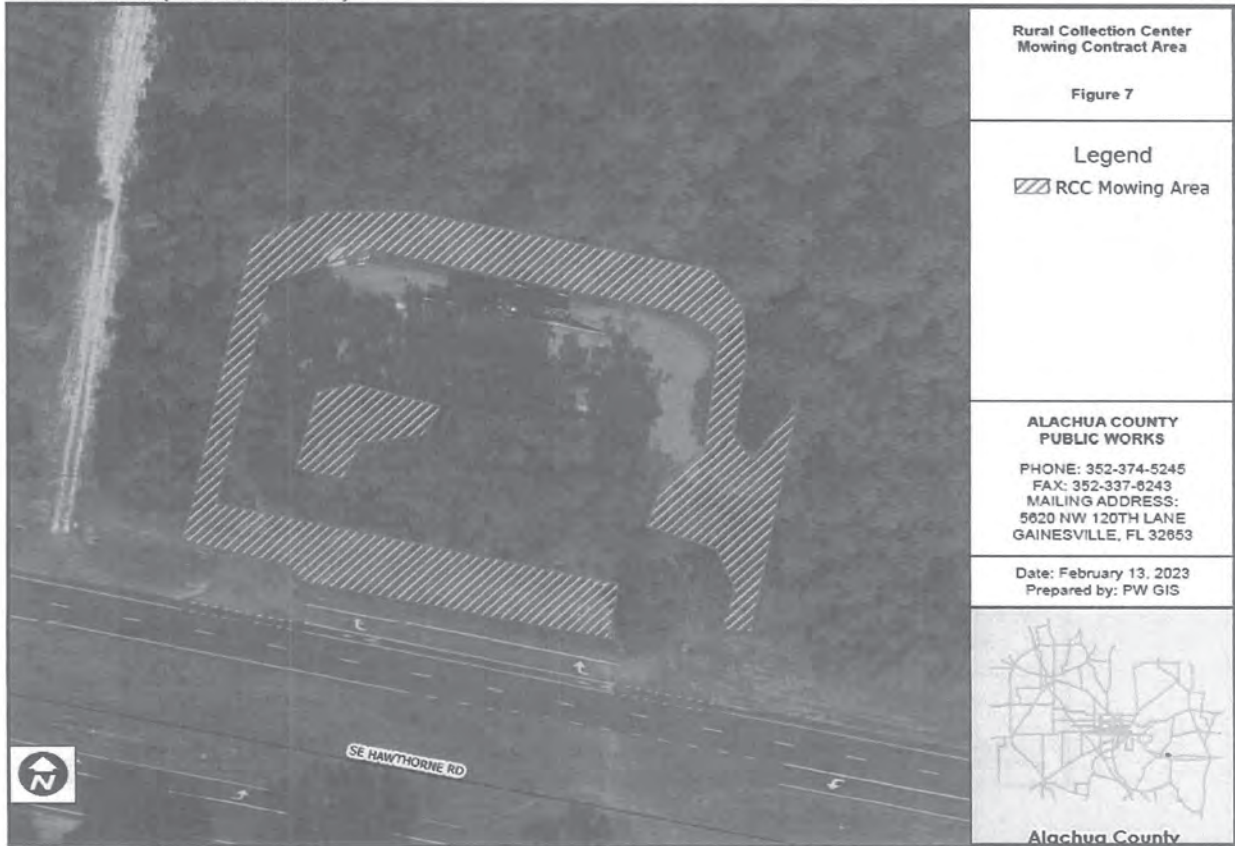 Rural Collection Center
Mowing Contract Area
Figure 7
Legend
RCC Mowing Area
ALACHUA COUNTY
PUBLIC WORKS
PHONE: 352-374-5245
FAX: 352-337-6243
MAILING ADDRESS:
5620 NW 120TH LANE
GAINESVILLE, FL 32653
Date: February 13, 2023
Prepared by: PW GIS
SE HAWTHORNE RD
N
Alachua County